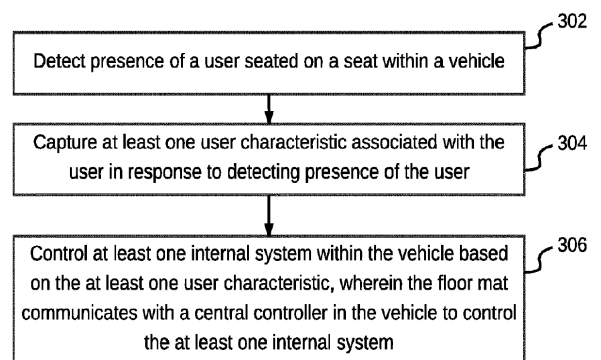 302
Detect presence of a user seated on a seat within a vehicle
Capture at least one user characteristic associated with the
user in response to detecting presence of the user
304
Control at least one internal system within the vehicle based
on the at least one user characteristic, wherein the floor mat
communicates with a central controller in the vehicle to control
the at least one internal system
306